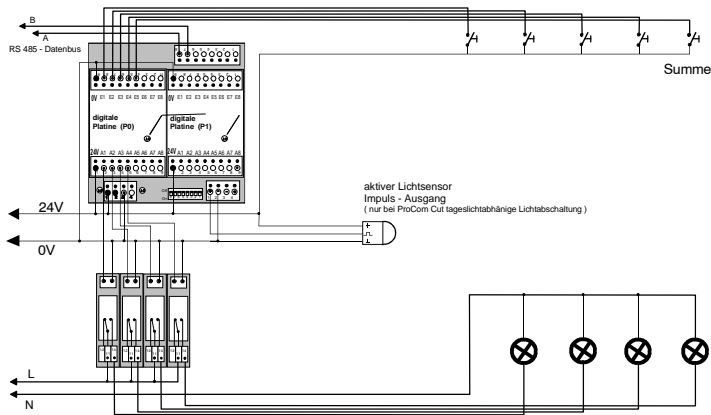 B
A
RS 485 - Datenbus
Summe
0V E1 E2 E3 E4 E5 E6 E7 E8
0V E1 E2 E3 E4 E5 E6 E7 E8
digitale
Platine (P0)
digitale
Platine (P1)
24V A1 A2 A3 A4 A5 A6 A7 A8
24V A1 A2 A3 A4 A5 A6 A7 A8
24V
0V
aktiver Lichtsensor
Impuls - Ausgang
( nur bei ProCom Cut tageslichtabhänige Lichtabschaltung )
L
N